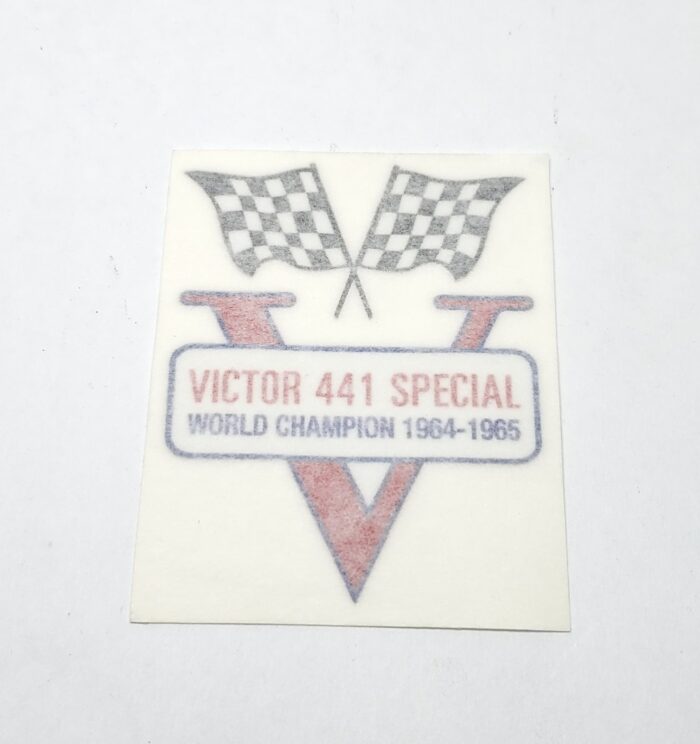 V
VICTOR 441 SPECIAL
WORLD CHAMPION 1964-1965